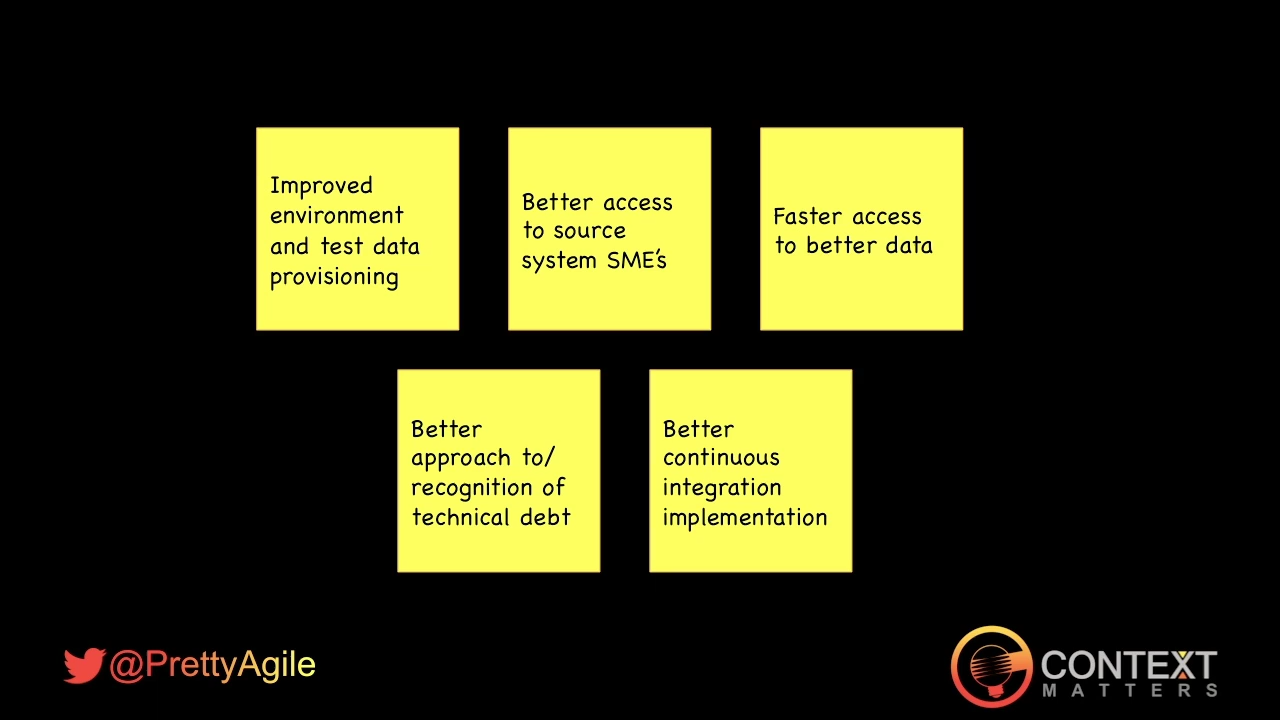 Improved
environment
and test data
provisioning
Better access
to source
system SME's
Faster access
to better data
Better
approach to/
recognition of
technical debt
Better
continuous
integration
implementation
@PrettyAgile
CONTEXT
MATTERS